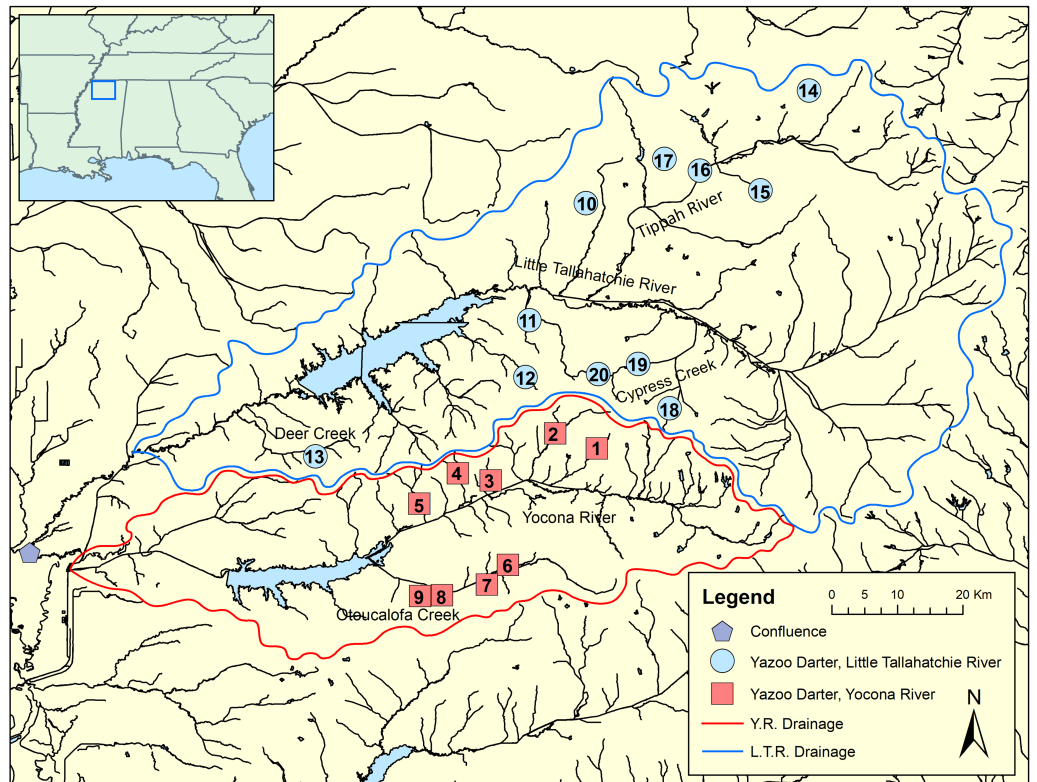 14
17
16
15
10
Tippah River
Little Tallahatchie River
11
19
20
12
Cypress Creek
18
Deer Creek
13
2
1
4
3
5
Yocona River
6
7
9
8
Otoucalofa Creek
Legend
0 5 10 20 Km
Confluence
Yazoo Darter, Little Tallahatchie River
Yazoo Darter, Yocona River
N
Y.R. Drainage
L.T.R. Drainage